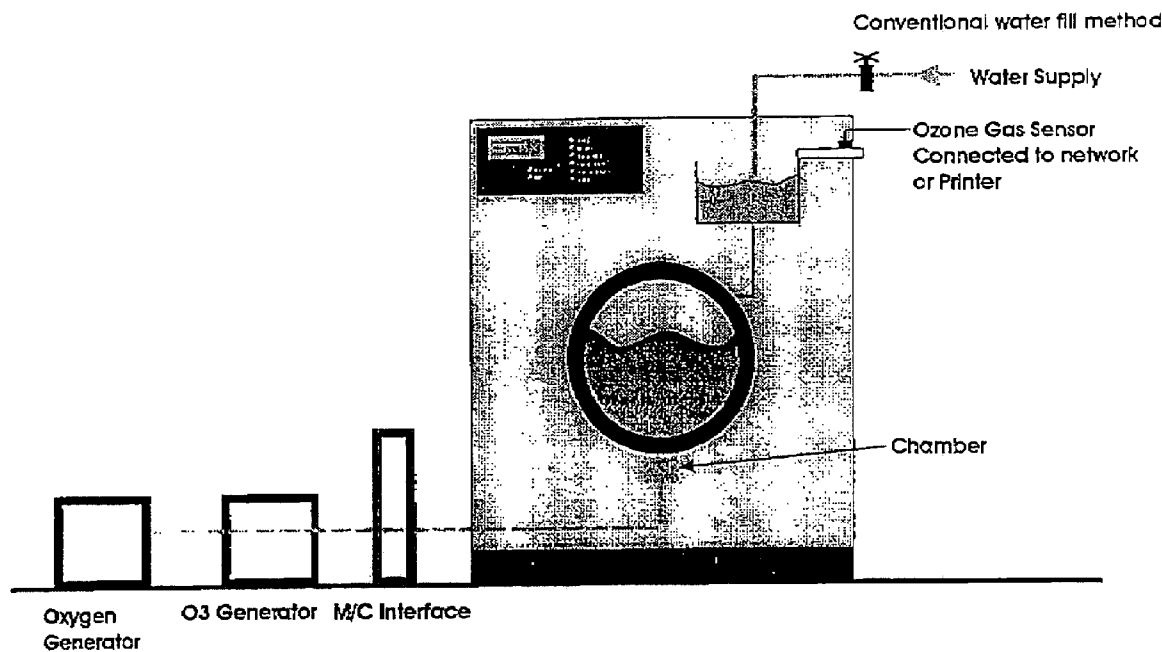 Conventional water fill method
Water Supply
Ozone Gas Sensor
Connected to network
or Printer
Chamber
Oxygen
Generator
O3 Generator
M/C Interface